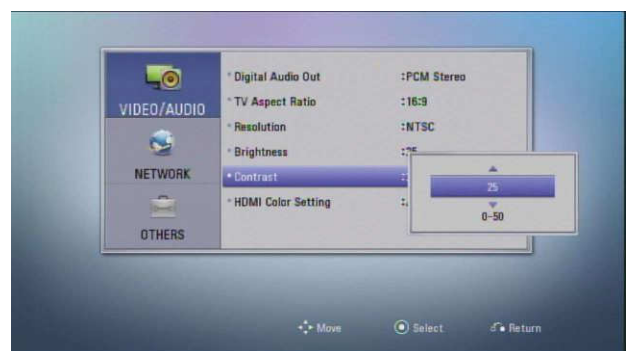 VIDEO/AUDIO
NETWORK
OTHERS
Digital Audio Out :PCM Stereo
TV Aspect Ratio :16:9
Resolution :NTSC
Brightness
Contrast
HDMI Color Setting
25
0-50
Move Select Return